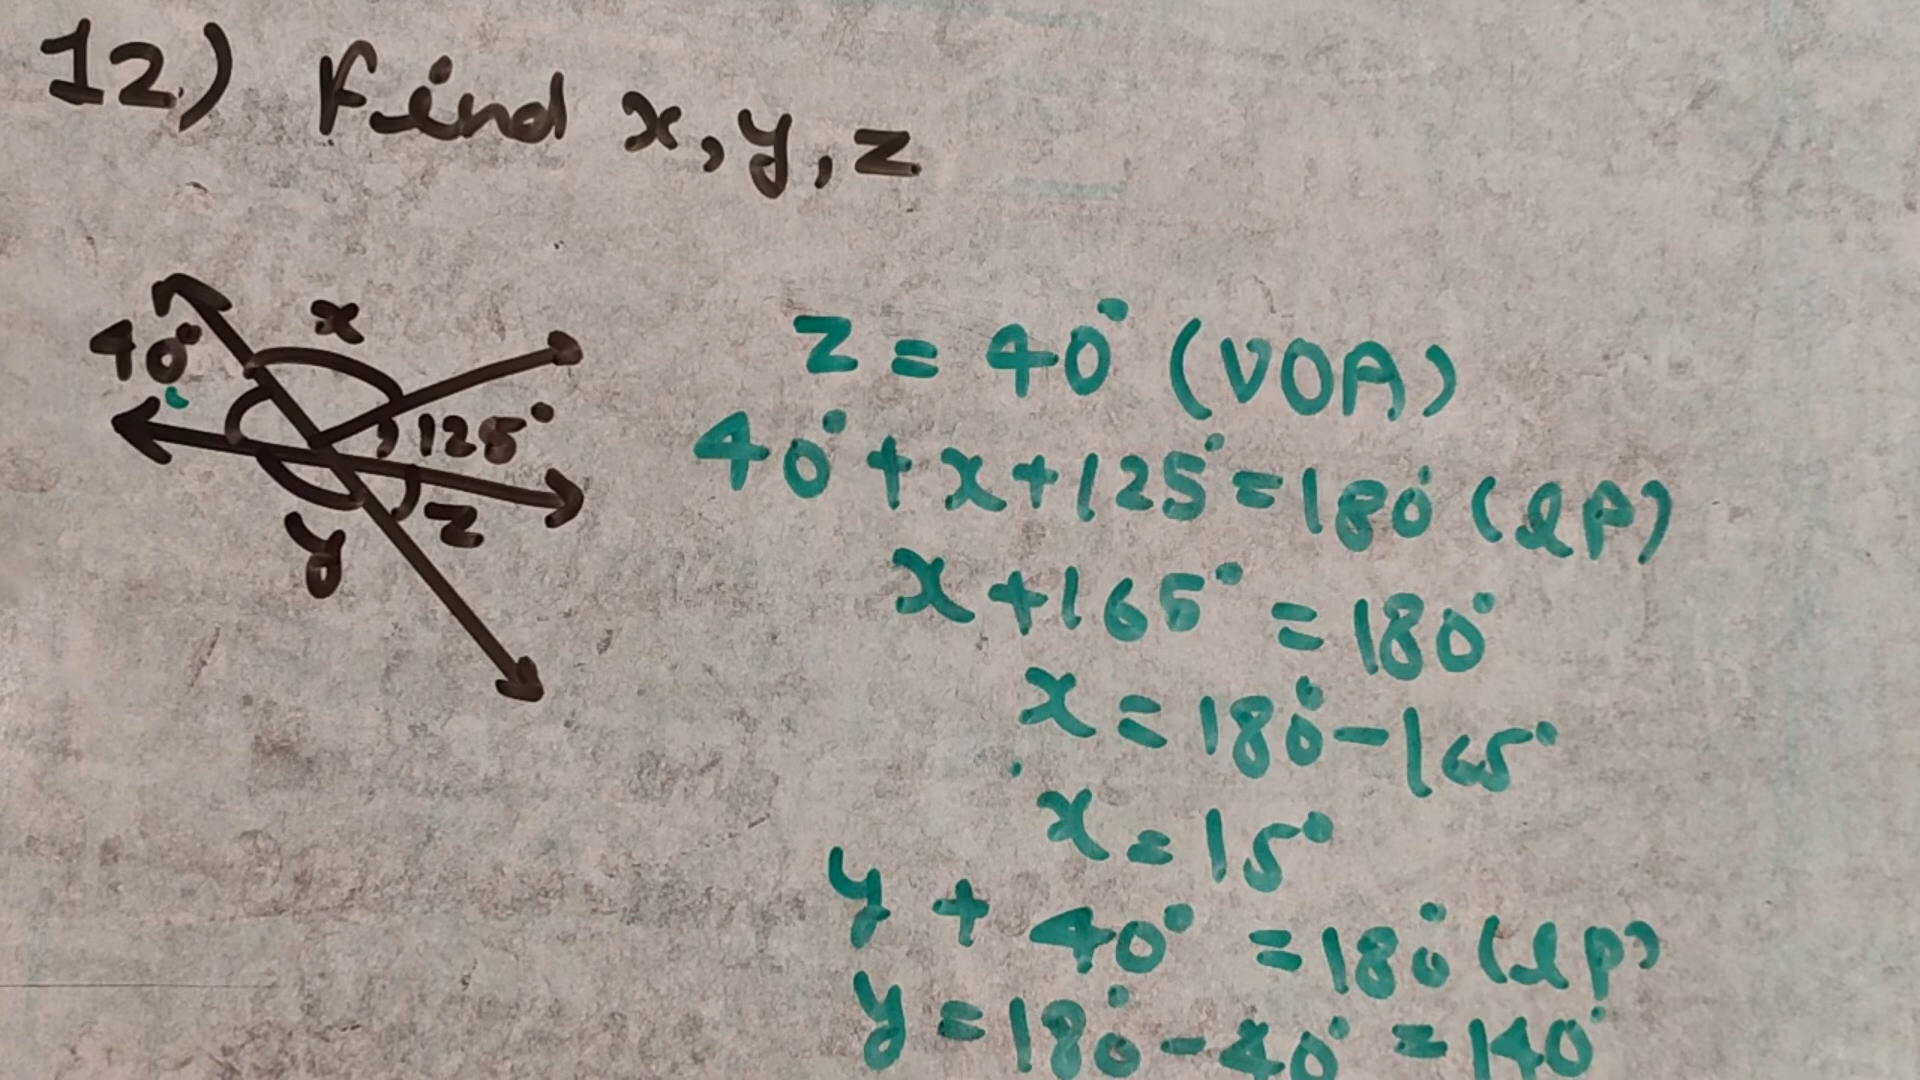 12) Find x, y, z
x
40°
125°
z
y
z = 40° (VOA)
40° + x + 125° = 180° (lp)
x + 165° = 180°
x = 180° - 165°
x = 15°
y + 40° = 180° (lp)
y = 180° - 40° = 140°